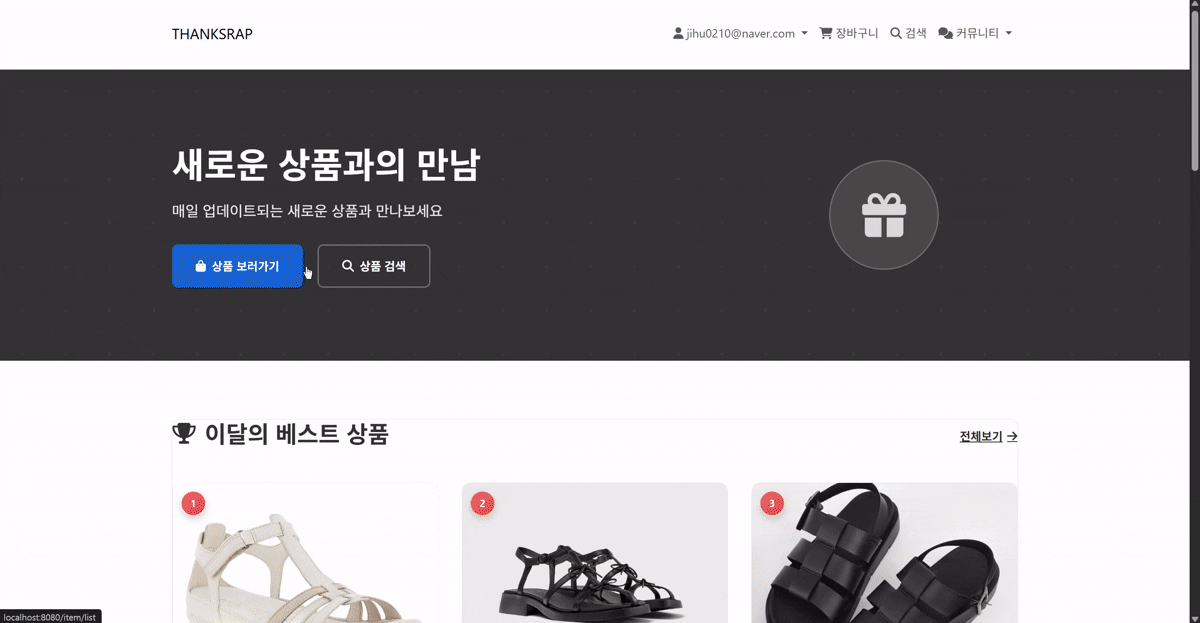 THANKSRAP
jihu0210@naver.com
장바구니
검색
커뮤니티
새로운 상품과의 만남
매일 업데이트되는 새로운 상품과 만나보세요
상품 보러가기
상품 검색
이달의 베스트 상품
전체보기
1
2
3
localhost:8080/item/list